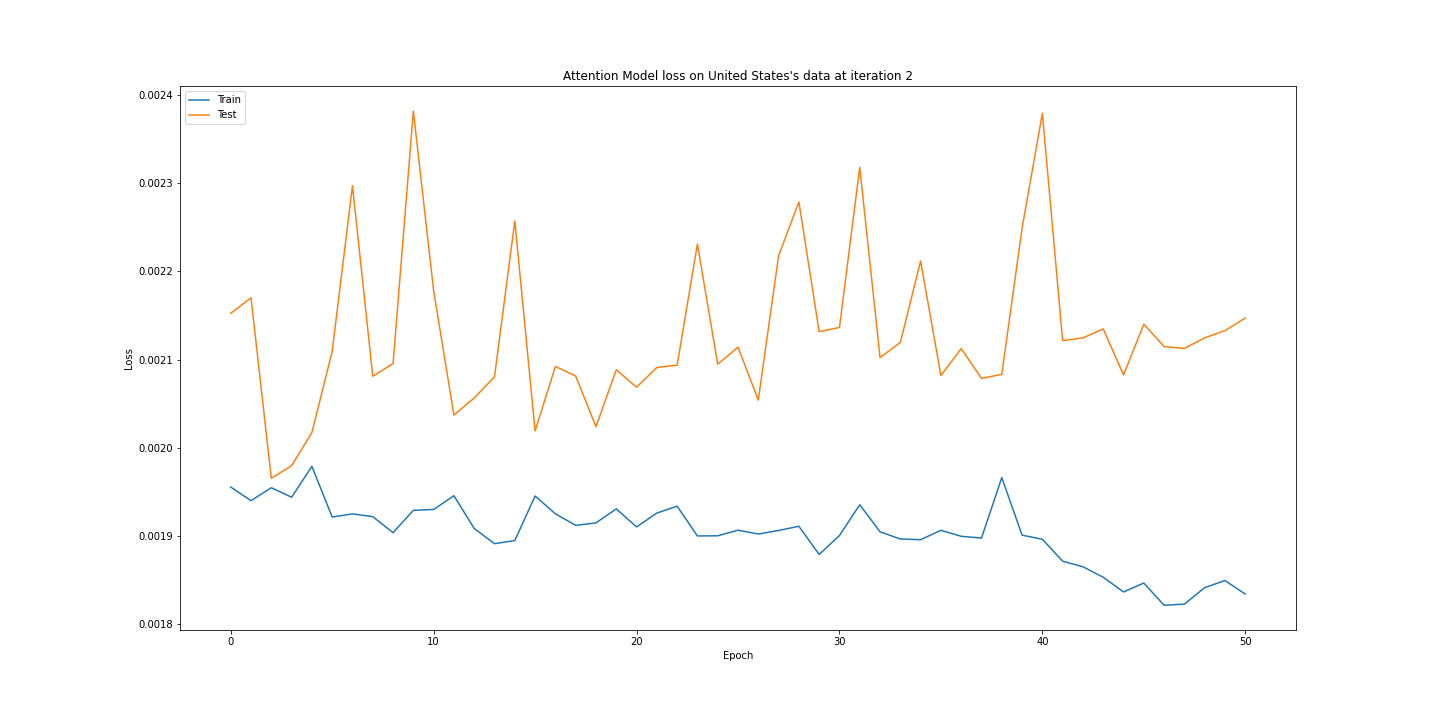 Attention Model loss on United States's data at iteration 2
Train
Test
0.0024
0.0023
0.0022
0.0021
0.0020
0.0019
0.0018
Loss
0 10 20 30 40 50
Epoch